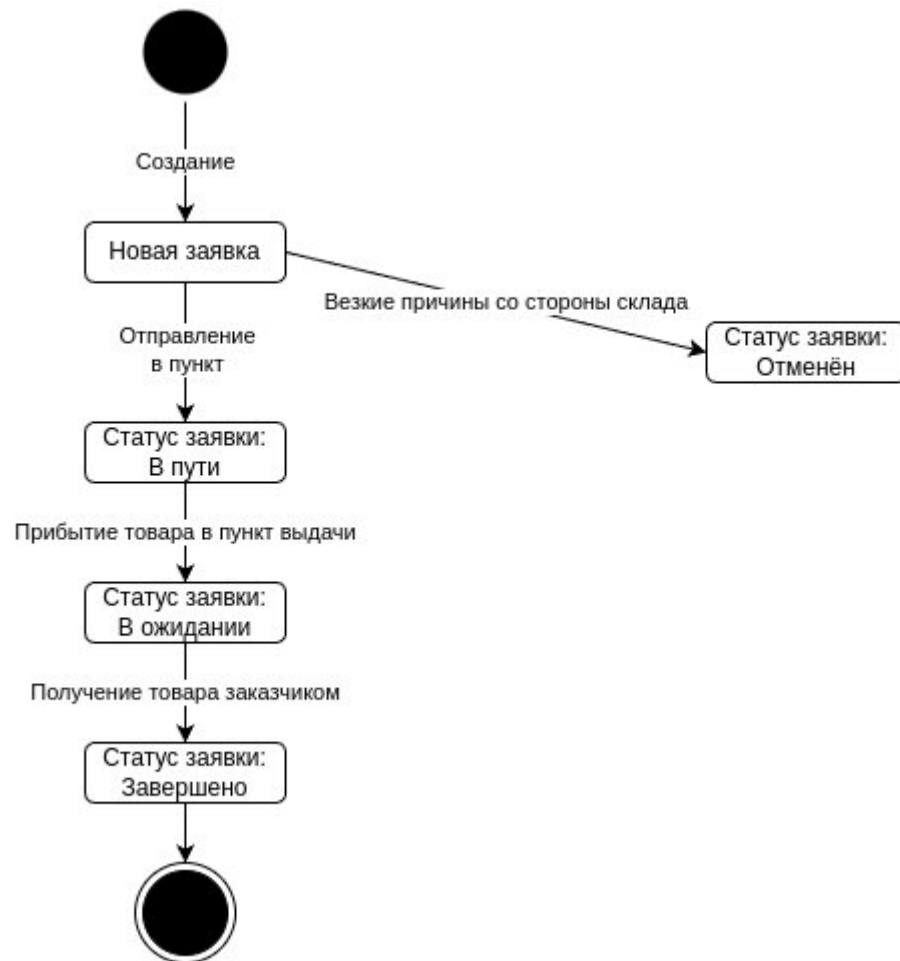 Создание
Новая заявка
Везкие причины со стороны склада
Отправление
в пункт
Статус заявки:
Отменён
Статус заявки:
В пути
Прибытие товара в пункт выдачи
Статус заявки:
В ожидании
Получение товара заказчиком
Статус заявки:
Завершено